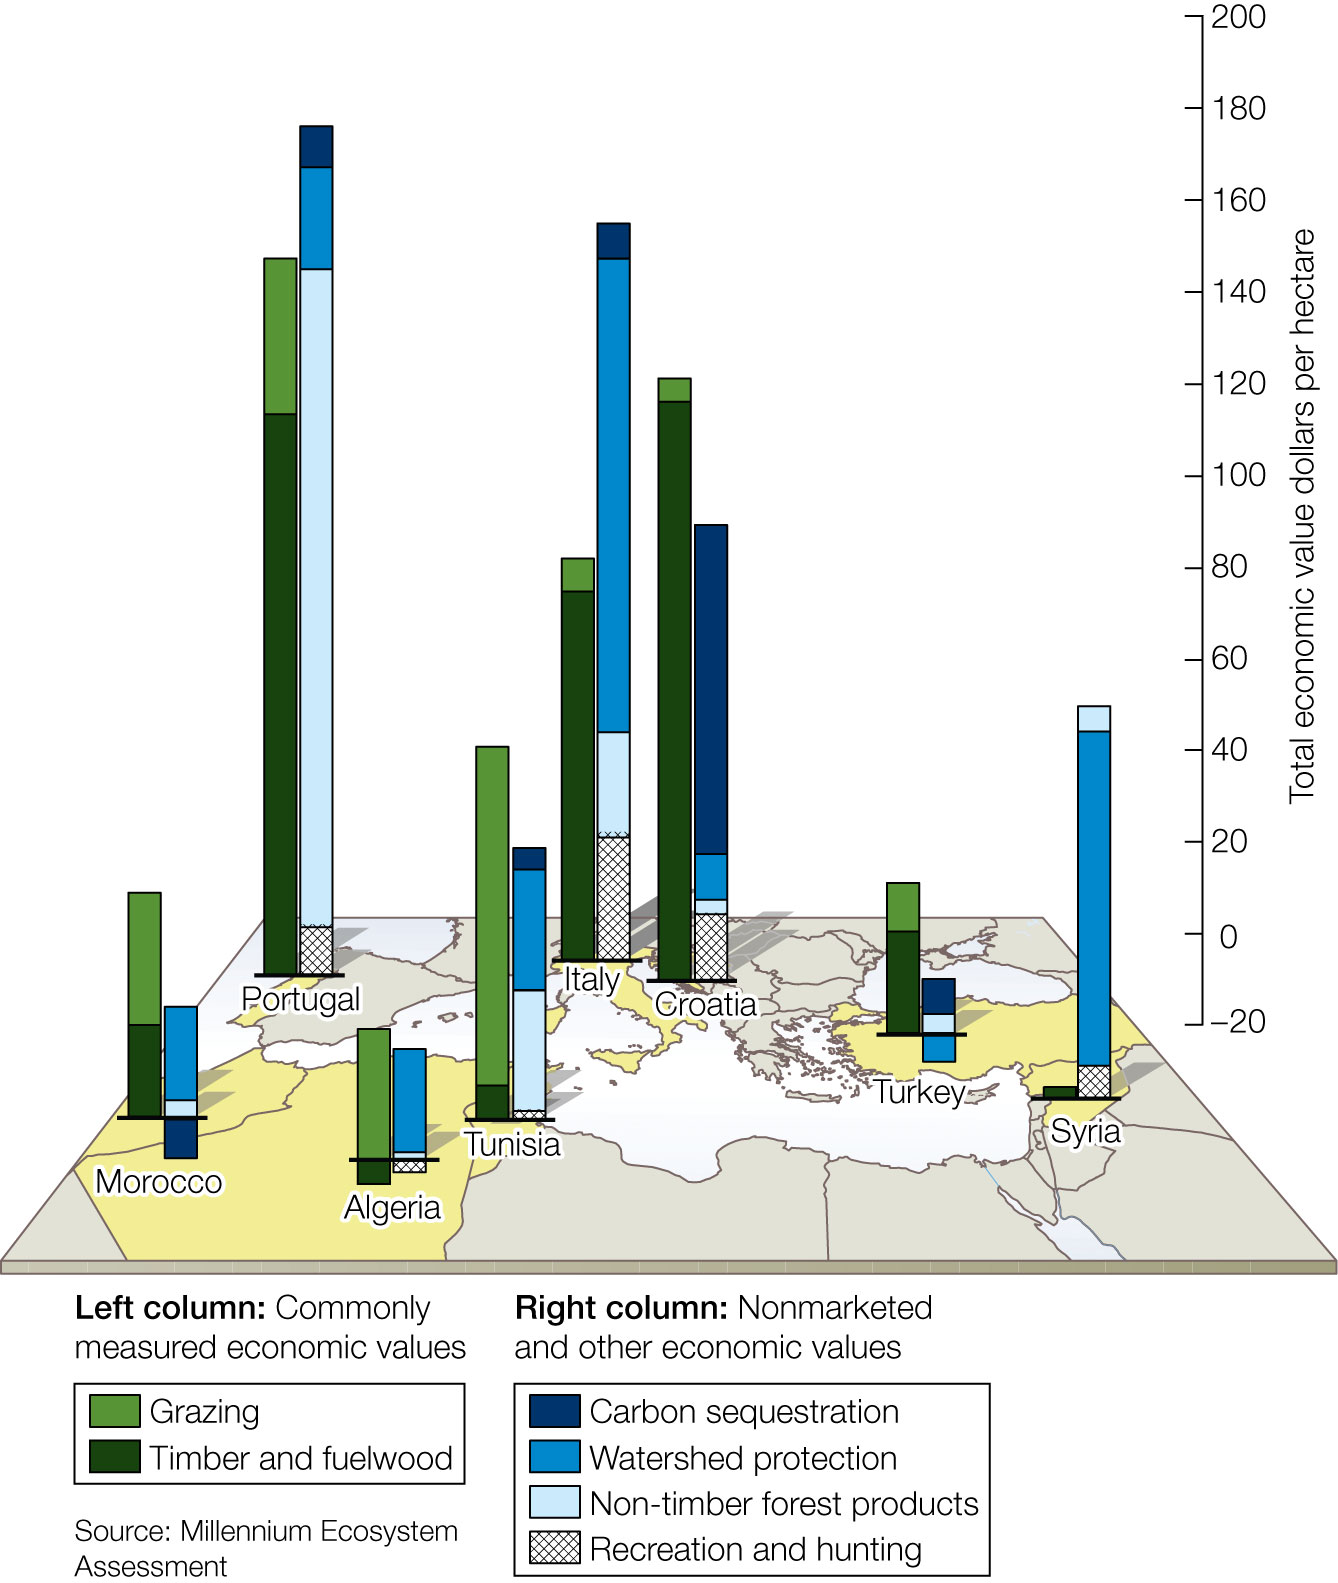 200
180
160
140
120
100
80
60
40
20
0
–20
Total economic value dollars per hectare
Portugal
Italy
Croatia
Turkey
Syria
Tunisia
Morocco
Algeria
Left column: Commonly
measured economic values
Grazing
Timber and fuelwood
Source: Millennium Ecosystem
Assessment
Right column: Nonmarketed
and other economic values
Carbon sequestration
Watershed protection
Non-timber forest products
Recreation and hunting